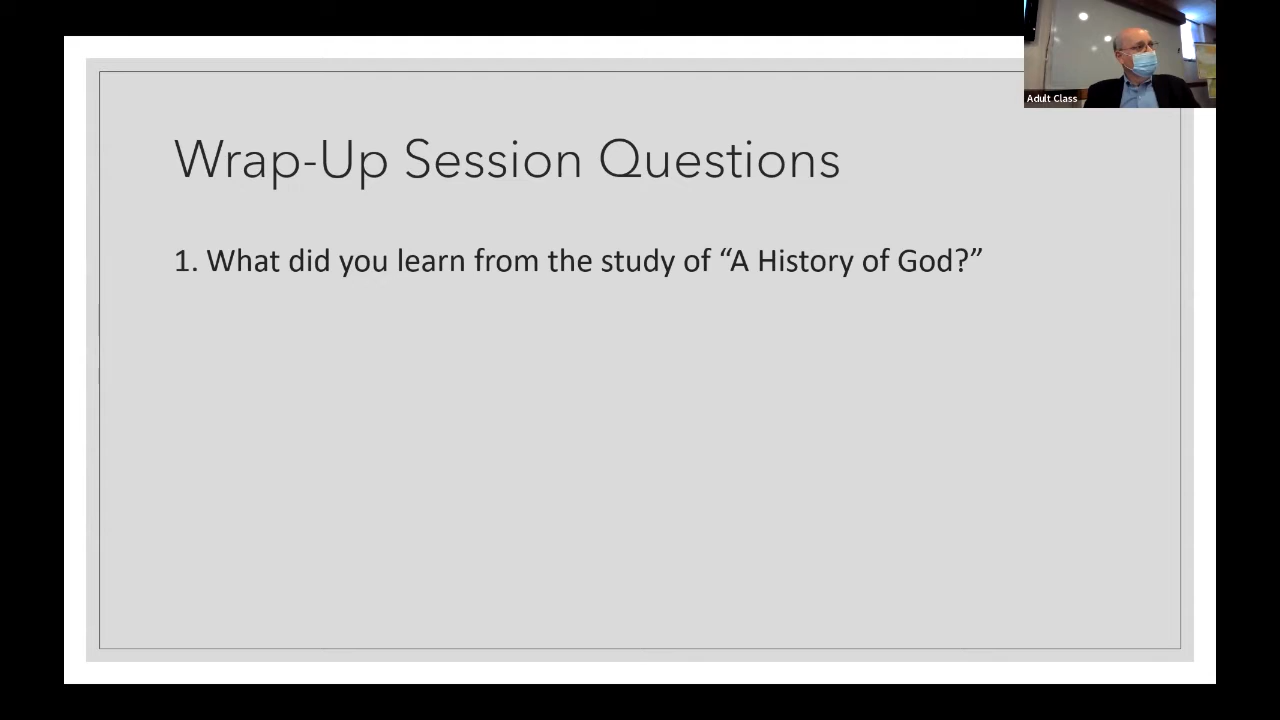 Adult Class
Wrap-Up Session Questions
1. What did you learn from the study of “A History of God?”